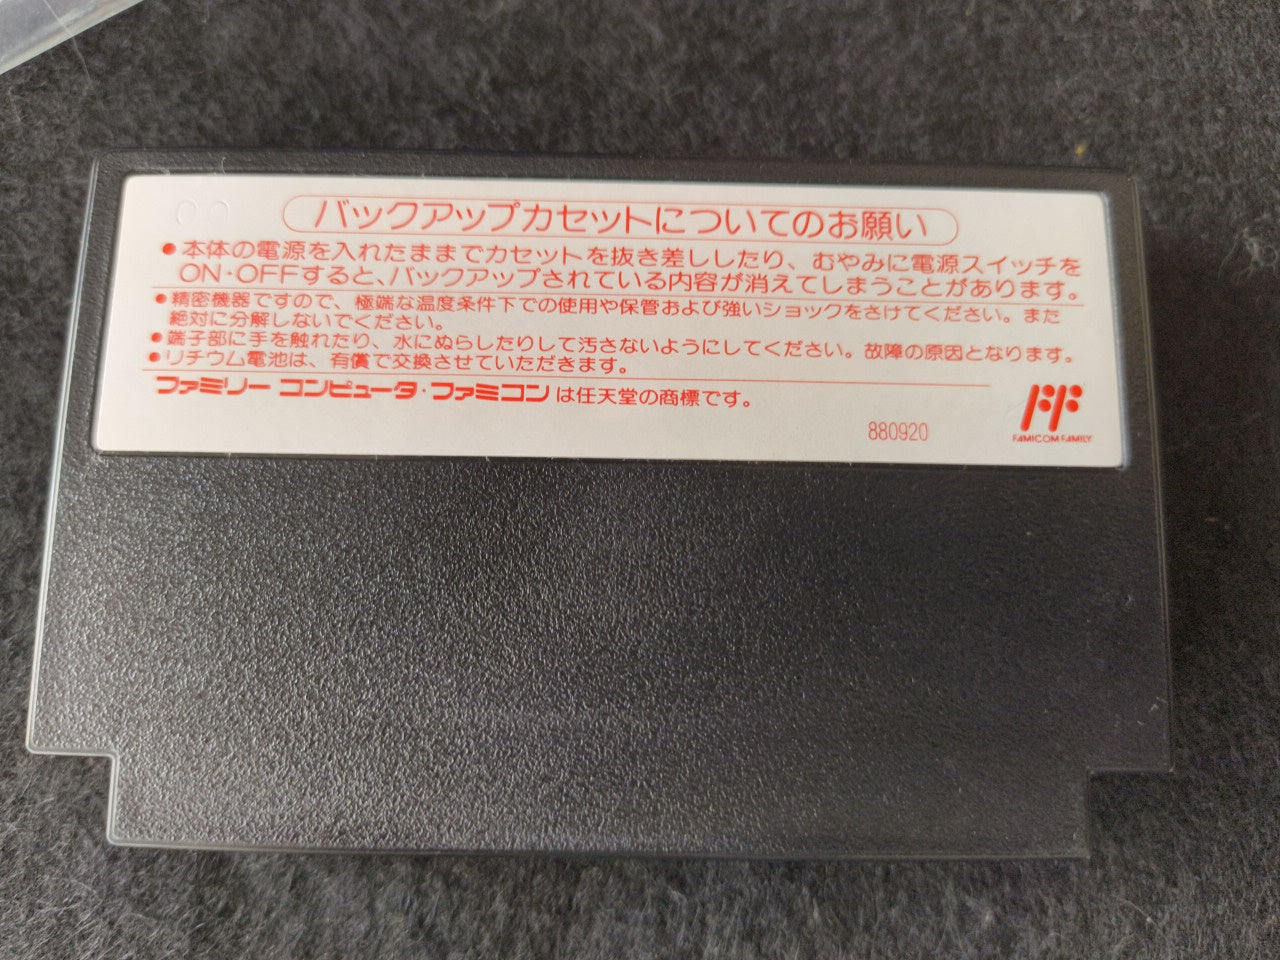 バックアップカセットについてのお願い
●本体の電源を入れたままでカセットを抜き差ししたり、むやみに電源スイッチを
ON·OFFすると、バックアップされている内容が消えてしまうことがあります。
●精密機器ですので、極端な温度条件下での使用や保管および強いショックをさけてください。また
絶対に分解しないでください。
●端子部に手を触れたり、水にぬらしたりして汚さないようにしてください。故障の原因となります。
●リチウム電池は、有償で交換させていただきます。
ファミリー コンピュータ·ファミコンは任天堂の商標です。
880920
FF
FAMICOM FAMILY